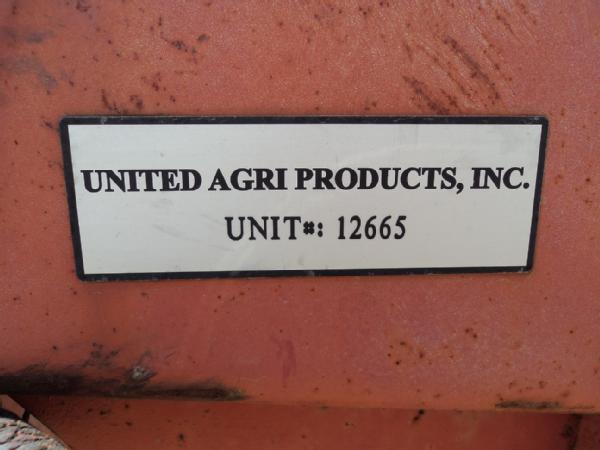 UNITED AGRI PRODUCTS, INC.
UNIT#: 12665